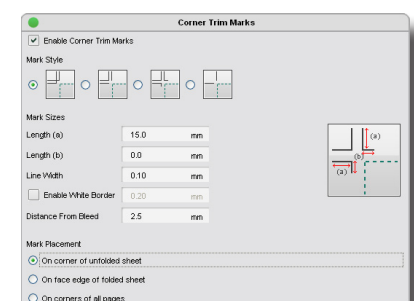 Corner Trim Marks
Enable Corner Trim Marks
Mark Style
Mark Sizes
Length (a) 15.0 mm
Length (b) 0.0 mm
Line Width 0.10 mm
Enable White Border 0.20 mm
Distance From Bleed 2.5 mm
(a)
(b)
(a)
Mark Placement
On corner of unfolded sheet
On face edge of folded sheet
On corners of all pages